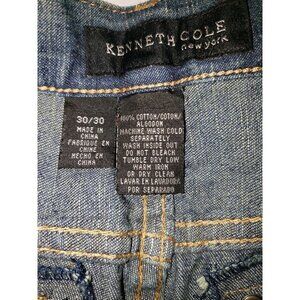 KENNETH COLE
new york
30/30
MADE IN
CHINA
FABRIQUE EN
CHINE
HECHO EN
CHINA
100% COTTON/COTON/
ALGODON
MACHINE WASH COLD
SEPARATELY
WASH INSIDE OUT
DO NOT BLEACH
TUMBLE DRY LOW
WARM IRON
OR DRY CLEAN
LAVAR EN LAVADORA
POR SEPARADO